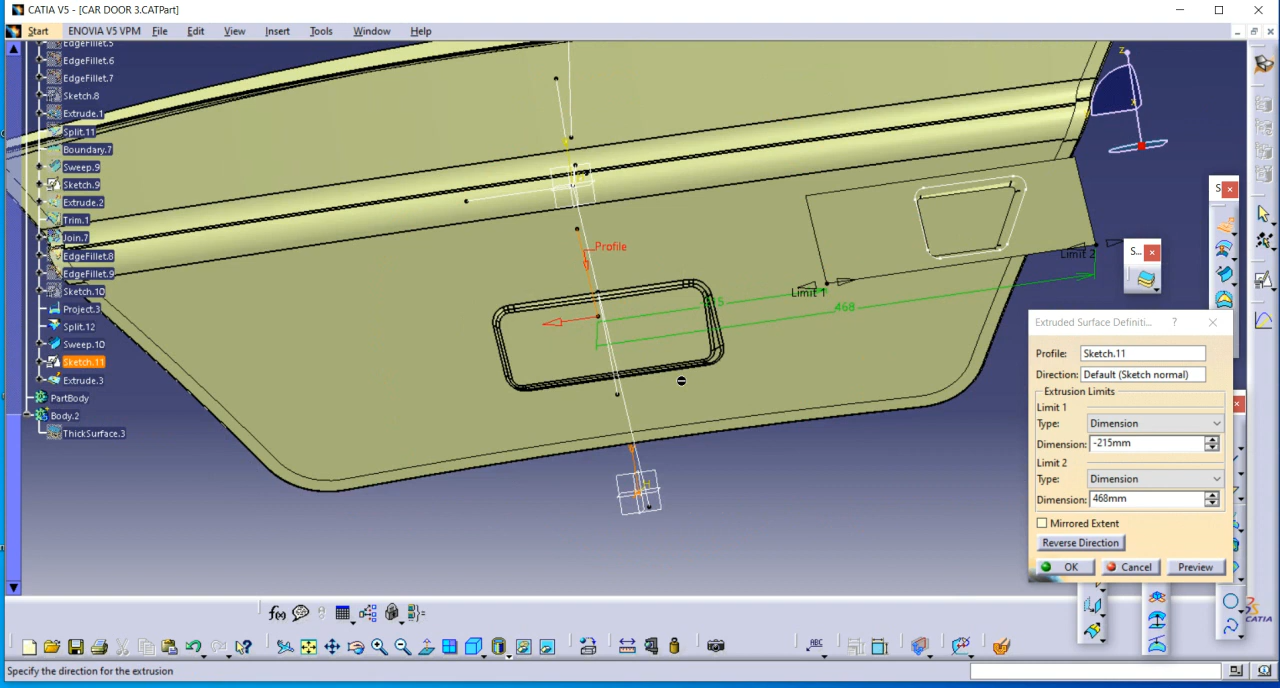 CATIA V5 - [CAR DOOR 3.CATPart]
Start ENOVIA V5 VPM File Edit View Insert Tools Window Help
EdgeFillet.5
EdgeFillet.6
EdgeFillet.7
Sketch.8
Extrude.1
Split.11
Boundary.7
Sweep.9
Sketch.9
Extrude.2
Trim.1
Join.7
EdgeFillet.8
EdgeFillet.9
Sketch.10
Project.3
Split.12
Sweep.10
Sketch.11
Extrude.3
PartBody
Body.2
ThickSurface.3
Profile
Limit 1
Limit 2
468
z
x
S...
S
Extruded Surface Definiti... ?
Profile: Sketch.11
Direction: Default (Sketch normal)
Extrusion Limits
Limit 1
Type: Dimension
Dimension: -215mm
Limit 2
Type: Dimension
Dimension: 468mm
Mirrored Extent
Reverse Direction
OK Cancel Preview
f(x)
ABC
CATIA
Specify the direction for the extrusion